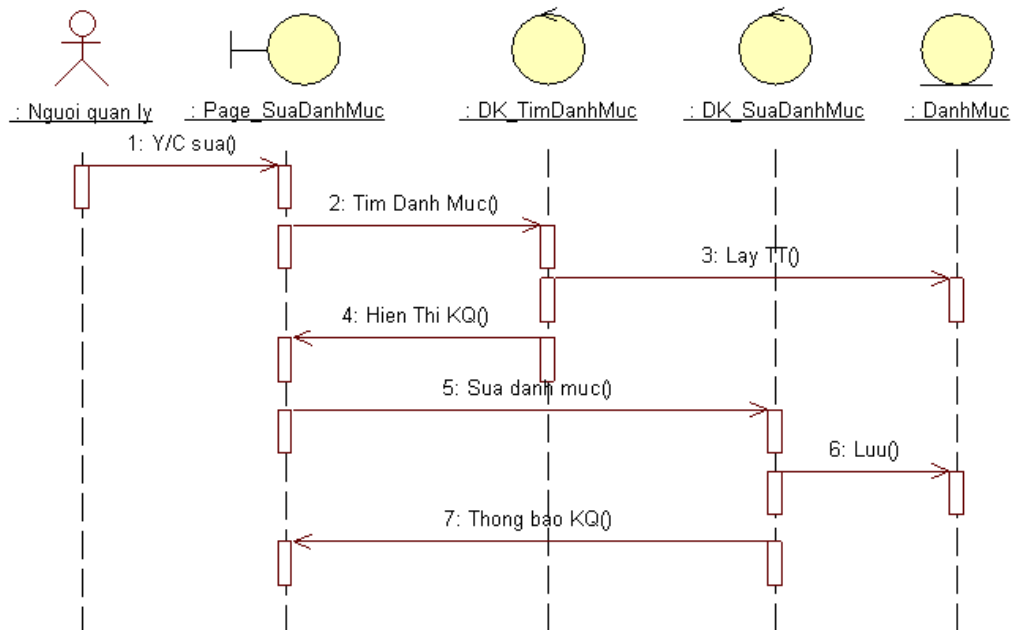 : Nguoi quan ly
: Page_SuaDanhMuc
: DK_TimDanhMuc
: DK_SuaDanhMuc
: DanhMuc
1: Y/C sua()
2: Tim Danh Muc()
3: Lay TT()
4: Hien Thi KQ()
5: Sua danh muc()
6: Luu()
7: Thong bao KQ()